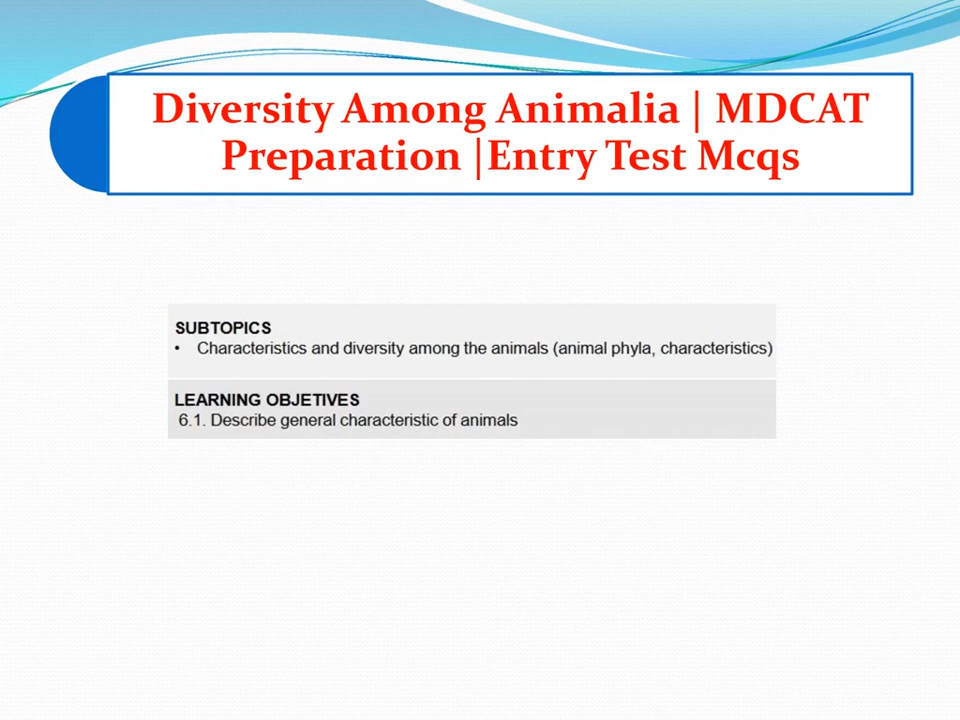 Diversity Among Animalia | MDCAT
Preparation |Entry Test Mcqs
SUBTOPICS
• Characteristics and diversity among the animals (animal phyla, characteristics)
LEARNING OBJETIVES
6.1. Describe general characteristic of animals